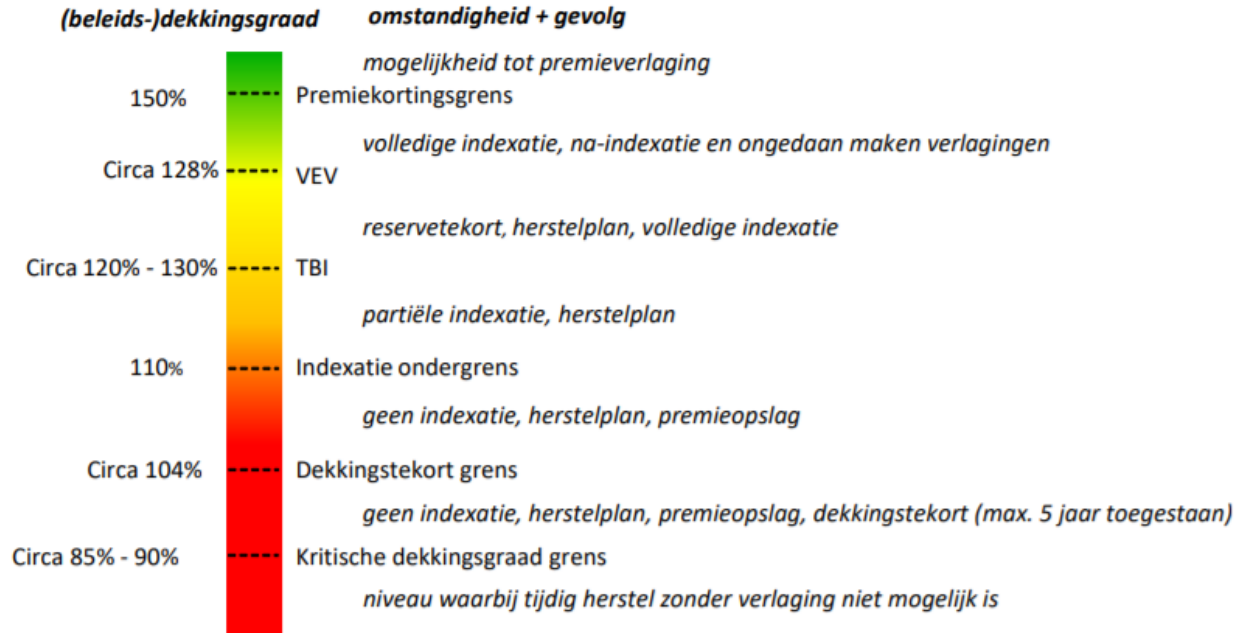 (beleids-)dekkingsgraad omstandigheid + gevolg
mogelijkheid tot premieverlaging
150% Premiekortingsgrens
volledige indexatie, na-indexatie en ongedaan maken verlagingen
Circa 128% VEV
reservetekort, herstelplan, volledige indexatie
Circa 120% - 130% TBI
partiële indexatie, herstelplan
110% Indexatie ondergrens
geen indexatie, herstelplan, premieopslag
Circa 104% Dekkingstekort grens
geen indexatie, herstelplan, premieopslag, dekkingstekort (max. 5 jaar toegestaan)
Circa 85% - 90% Kritische dekkingsgraad grens
niveau waarbij tijdig herstel zonder verlaging niet mogelijk is